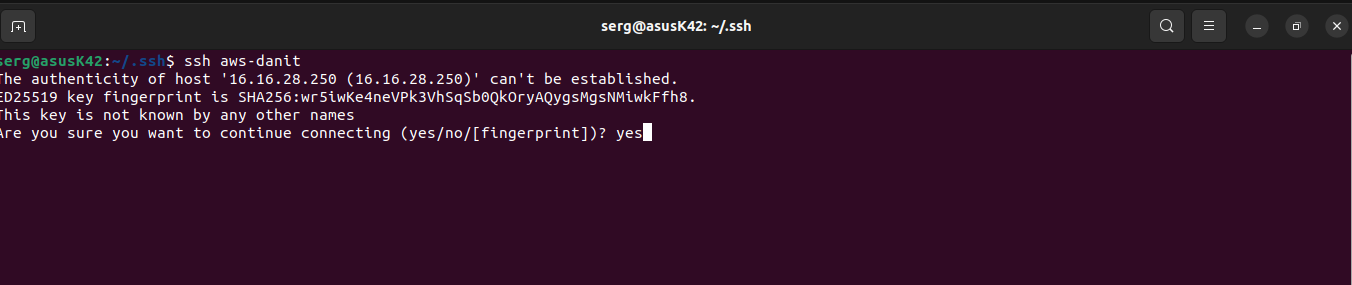 serg@asusK42: ~/.ssh
serg@asusK42:~/.ssh$ ssh aws-danit
The authenticity of host '16.16.28.250 (16.16.28.250)' can't be established.
ED25519 key fingerprint is SHA256:wr5iwKe4neVPk3VhSqSb0QkOryAQygsMgsNMiwkFfh8.
This key is not known by any other names
Are you sure you want to continue connecting (yes/no/[fingerprint])? yes